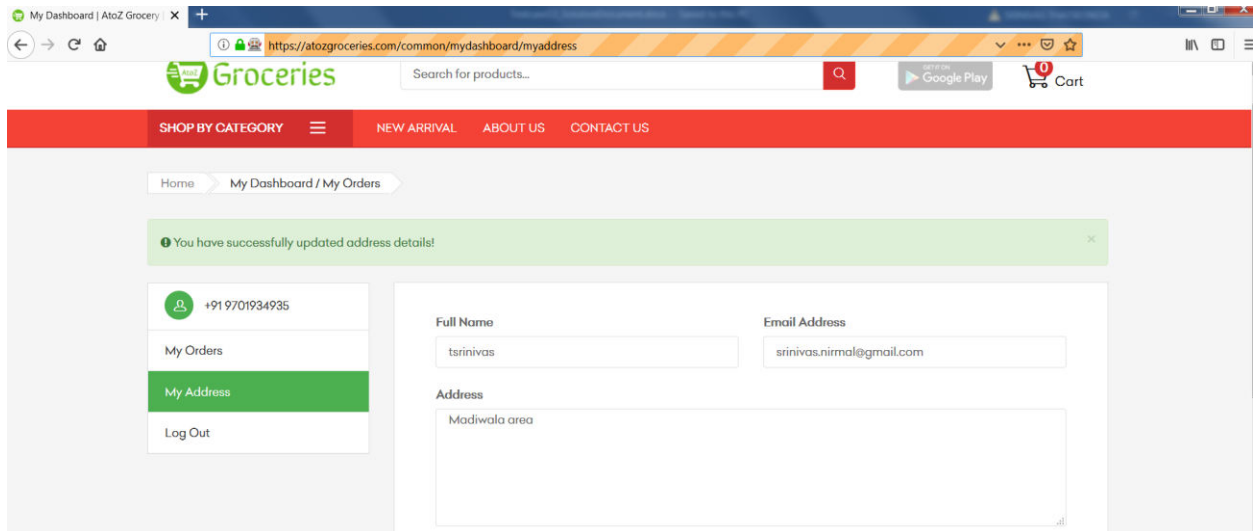 My Dashboard | AtoZ Grocery
https://atozgroceries.com/common/mydashboard/myaddress
AtoZ Groceries
Search for products...
GET IT ON
Google Play
0
Cart
SHOP BY CATEGORY
NEW ARRIVAL
ABOUT US
CONTACT US
Home
My Dashboard / My Orders
You have successfully updated address details!
+91 9701934935
My Orders
My Address
Log Out
Full Name
tsrinivas
Email Address
srinivas.nirmal@gmail.com
Address
Madiwala area